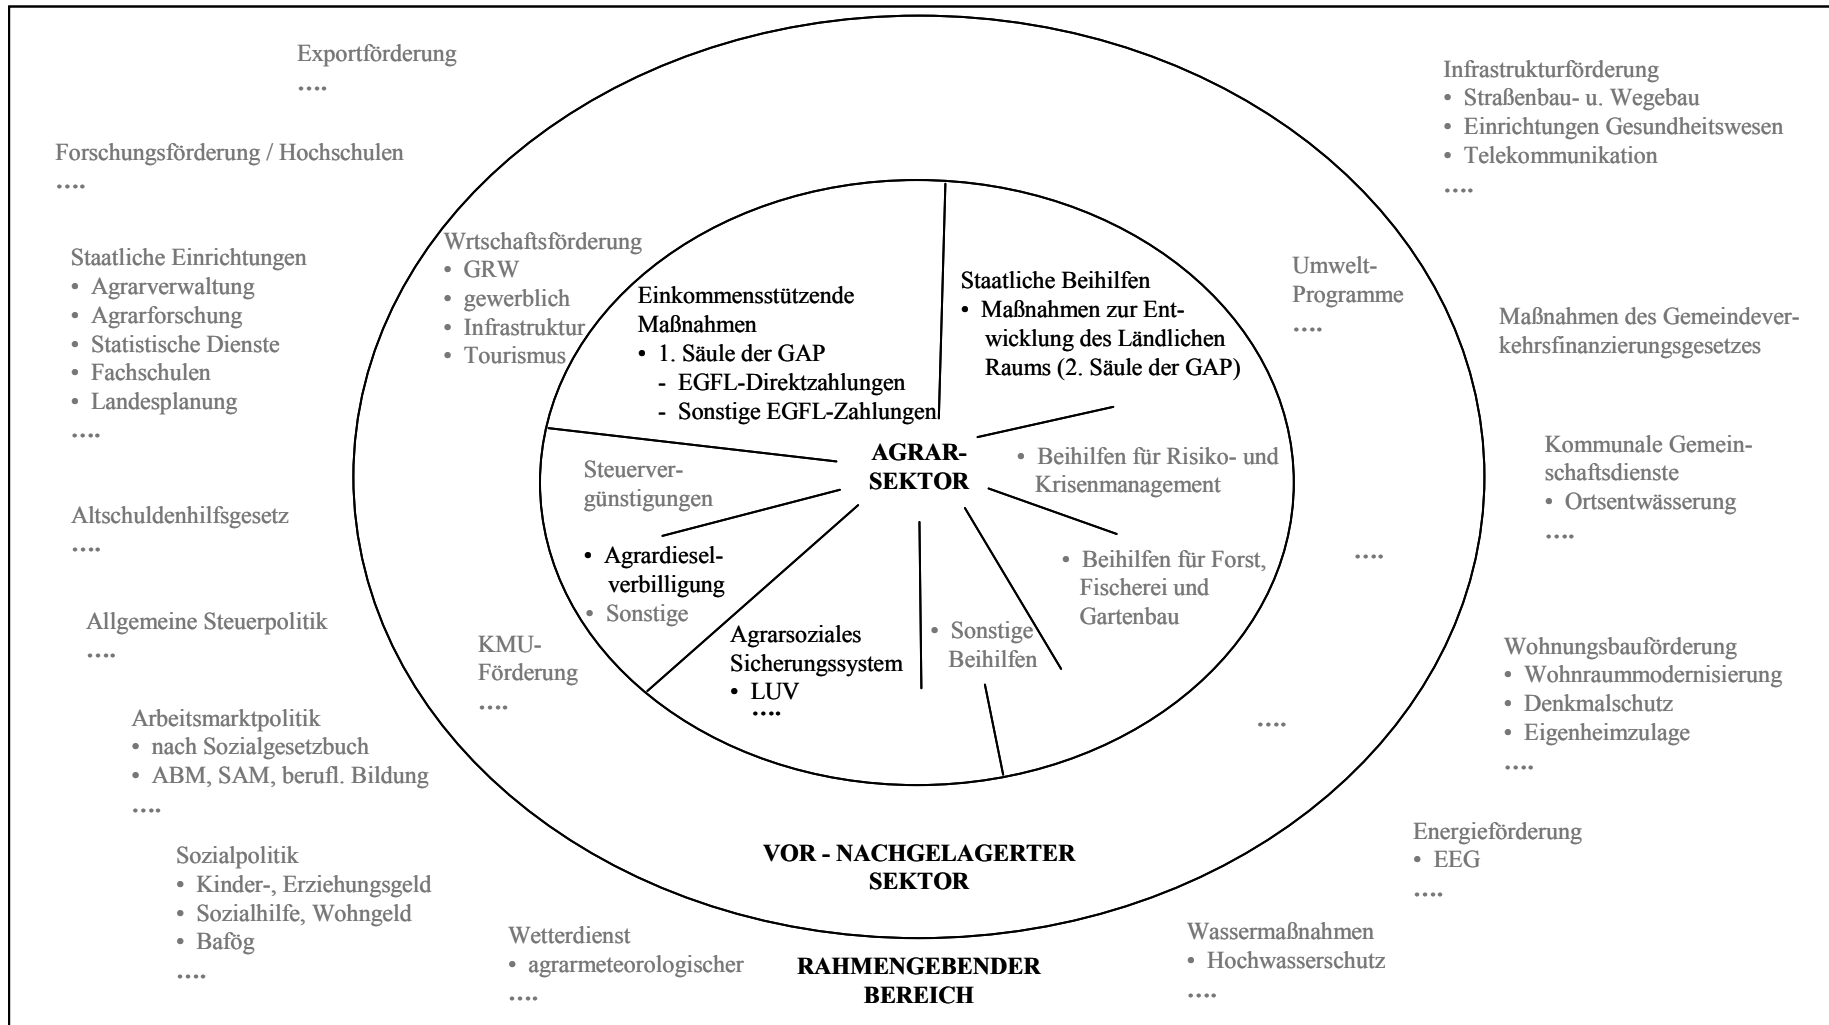 Exportförderung
....
Forschungsförderung / Hochschulen
....
Staatliche Einrichtungen
• Agrarverwaltung
• Agrarforschung
• Statistische Dienste
• Fachschulen
• Landesplanung
....
Altschuldenhilfsgesetz
....
Allgemeine Steuerpolitik
....
Arbeitsmarktpolitik
• nach Sozialgesetzbuch
• ABM, SAM, berufl. Bildung
....
Sozialpolitik
• Kinder-, Erziehungsgeld
• Sozialhilfe, Wohngeld
• Bafög
....
Wetterdienst
• agrarmeteorologischer
....
Wrtschaftsförderung
• GRW
• gewerblich
• Infrastruktur
• Tourismus
KMU-
Förderung
....
Einkommensstützende
Maßnahmen
• 1. Säule der GAP
- EGFL-Direktzahlungen
- Sonstige EGFL-Zahlungen
Steuerver-
günstigungen
• Agrardiesel-
verbilligung
• Sonstige
Agrarsoziales
Sicherungssystem
• LUV
....
AGRAR-
SEKTOR
Staatliche Beihilfen
• Maßnahmen zur Ent-
wicklung des Ländlichen
Raums (2. Säule der GAP)
• Beihilfen für Risiko- und
Krisenmanagement
• Beihilfen für Forst,
Fischerei und
Gartenbau
• Sonstige
Beihilfen
Umwelt-
Programme
....
....
....
VOR - NACHGELAGERTER
SEKTOR
RAHMENGEBENDER
BEREICH
Infrastrukturförderung
• Straßenbau- u. Wegebau
• Einrichtungen Gesundheitswesen
• Telekommunikation
....
Maßnahmen des Gemeindever-
kehrsfinanzierungsgesetzes
Kommunale Gemein-
schaftsdienste
• Ortsentwässerung
....
Wohnungsbauförderung
• Wohnraummodernisierung
• Denkmalschutz
• Eigenheimzulage
....
Energieförderung
• EEG
....
Wassermaßnahmen
• Hochwasserschutz
....